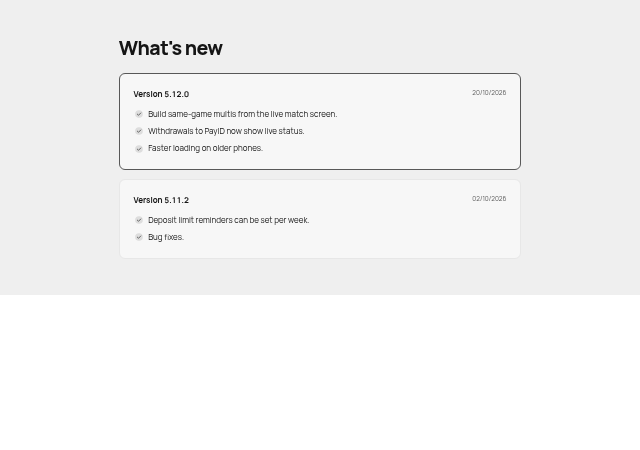 What's new
Version 5.12.0
20/10/2026
Build same-game multis from the live match screen.
Withdrawals to PayID now show live status.
Faster loading on older phones.
Version 5.11.2
02/10/2026
Deposit limit reminders can be set per week.
Bug fixes.